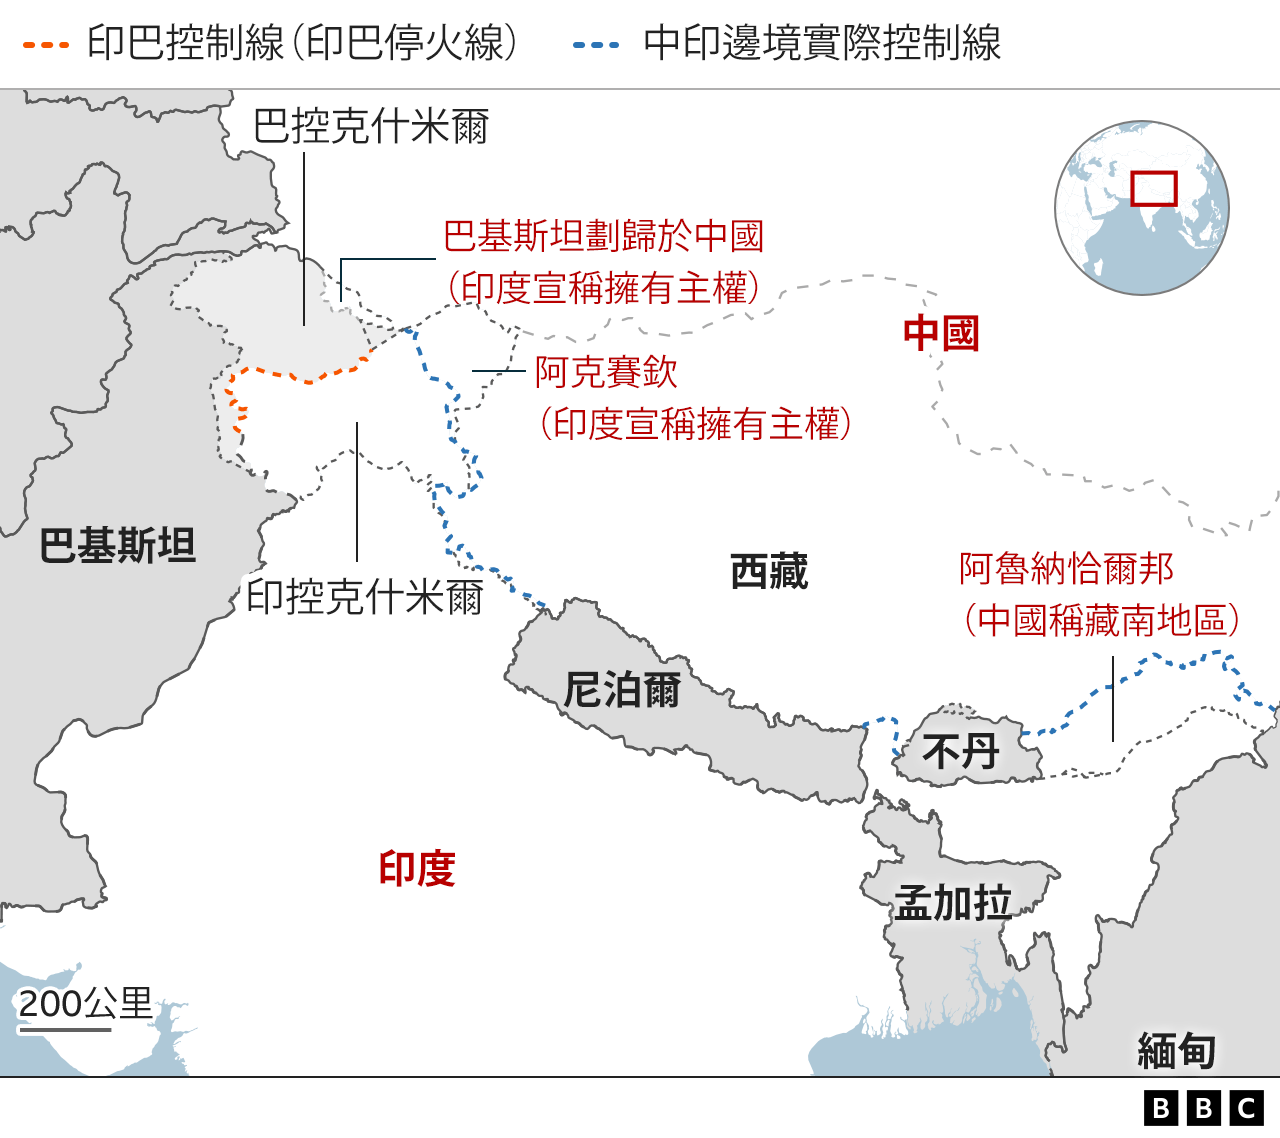 印巴控制線（印巴停火線） 中印邊境實際控制線
巴控克什米爾
巴基斯坦劃歸於中國
（印度宣稱擁有主權）
中國
阿克賽欽
（印度宣稱擁有主權）
巴基斯坦
西藏
阿魯納恰爾邦
（中國稱藏南地區）
印控克什米爾
尼泊爾
不丹
印度
孟加拉
200公里
緬甸
BBC